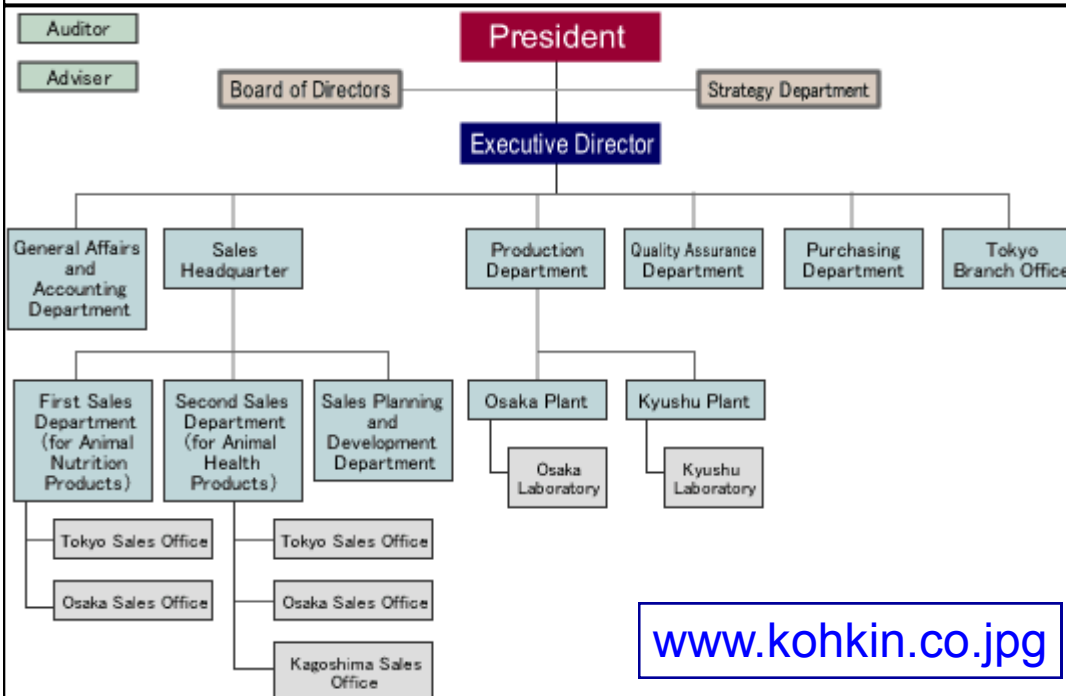 Auditor
President
Adviser
Board of Directors
Strategy Department
Executive Director
General Affairs
and
Accounting
Department
Sales
Headquarter
Production
Department
Quality Assurance
Department
Purchasing
Department
Tokyo
Branch Office
First Sales
Department
(for Animal
Nutrition
Products)
Second Sales
Department
(for Animal
Health
Products)
Sales Planning
and
Development
Department
Osaka Plant
Kyushu Plant
Osaka
Laboratory
Kyushu
Laboratory
Tokyo Sales Office
Osaka Sales Office
Tokyo Sales Office
Osaka Sales Office
Kagoshima Sales
Office
www.kohkin.co.jpg